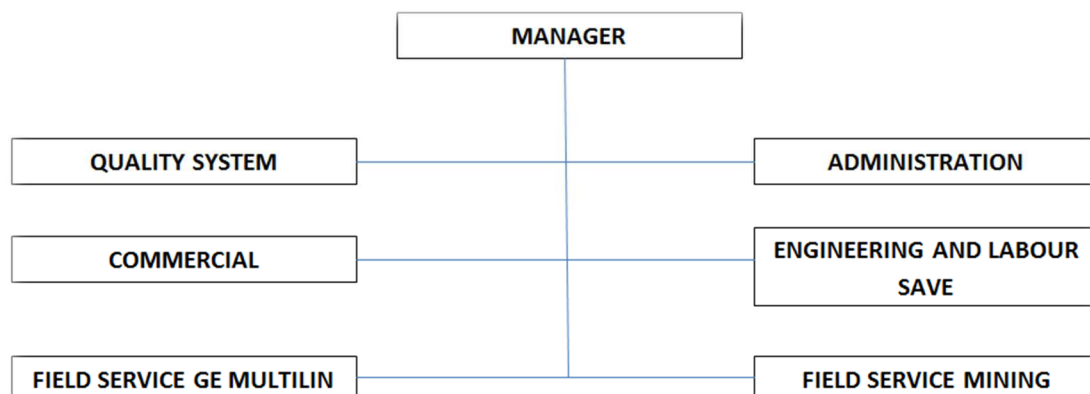 MANAGER
QUALITY SYSTEM
ADMINISTRATION
COMMERCIAL
ENGINEERING AND LABOUR
SAVE
FIELD SERVICE GE MULTILIN
FIELD SERVICE MINING